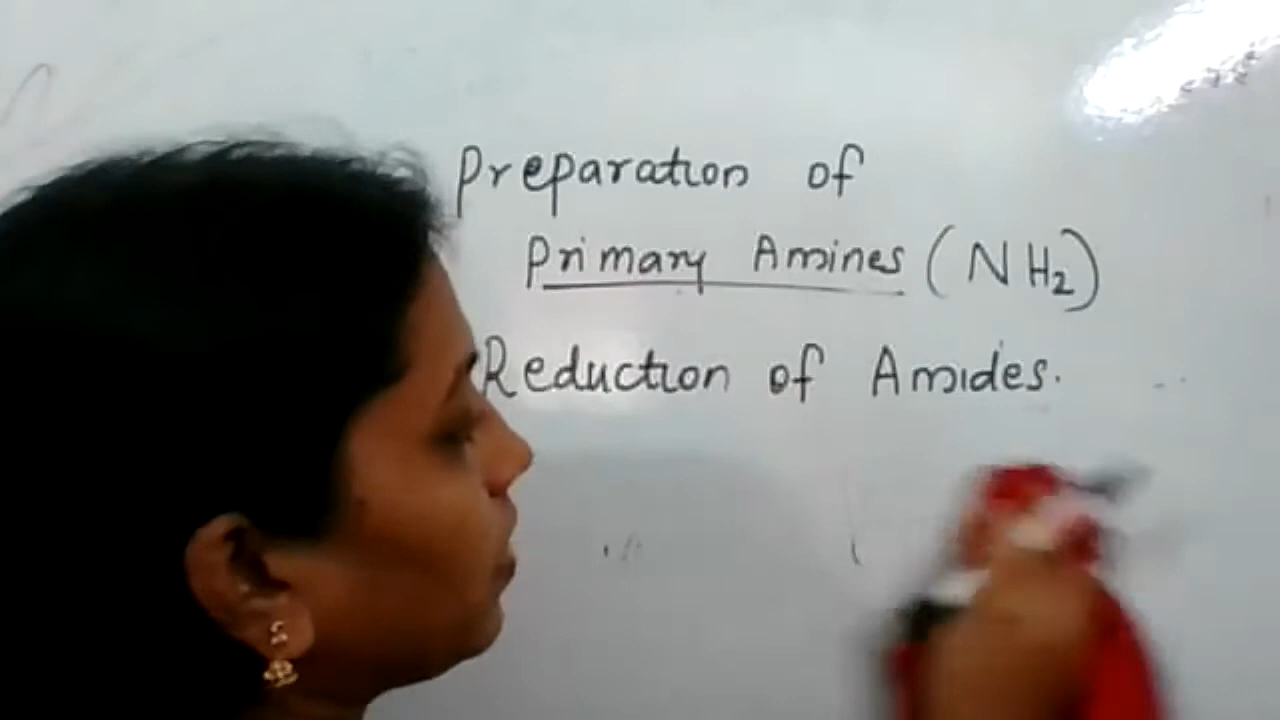 Preparation of
Primary Amines (NH₂)
Reduction of Amides.